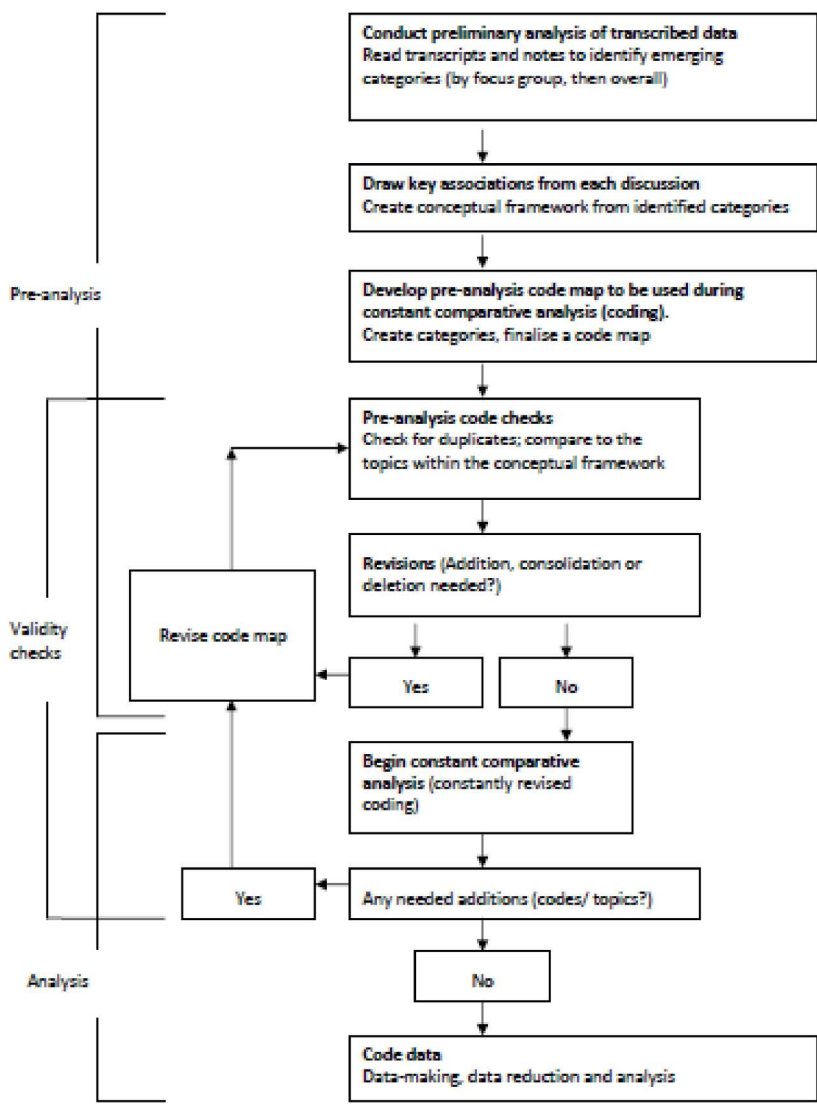 Conduct preliminary analysis of transcribed data
Read transcripts and notes to identify emerging
categories (by focus group, then overall)
Draw key associations from each discussion
Create conceptual framework from identified categories
Pre-analysis
Develop pre-analysis code map to be used during
constant comparative analysis (coding).
Create categories, finalise a code map
Pre-analysis code checks
Check for duplicates; compare to the
topics within the conceptual framework
Revisions (Addition, consolidation or
deletion needed?)
Validity
checks
Revise code map
Yes
No
Begin constant comparative
analysis (constantly revised
coding)
Yes
Any needed additions (codes/ topics?)
Analysis
No
Code data
Data-making, data reduction and analysis